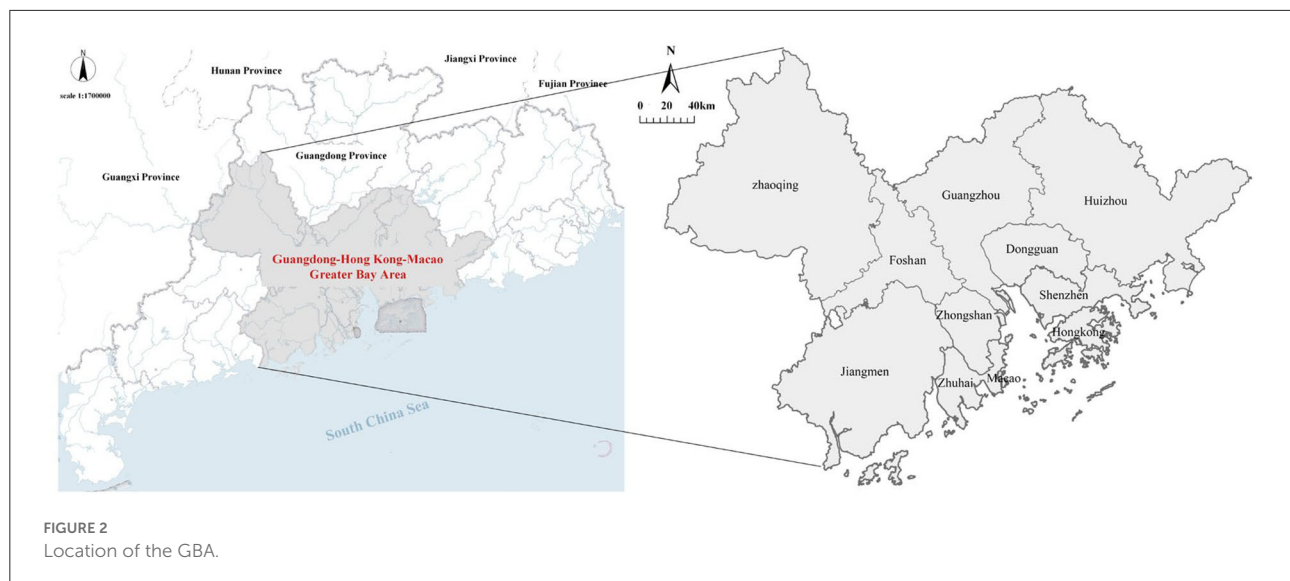 N
scale 1:1700000
Hunan Province
Jiangxi Province
Fujian Province
Guangdong Province
Guangxi Province
Guangdong-Hong Kong-Macao
Greater Bay Area
South China Sea
N
0 20 40km
zhaoqing
Guangzhou
Huizhou
Dongguan
Foshan
Shenzhen
Zhongshan
Hongkong
Jiangmen
Zhuhai
Macao
FIGURE 2
Location of the GBA.